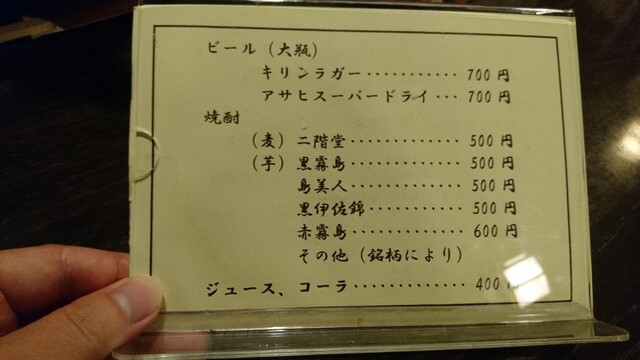 ビール（大瓶）
キリンラガー・・・・・・・・・・・700円
アサヒスーパードライ・・・700円
焼酎
（麦）二階堂・・・・・・・・・・・・・500円
（芋）黒霧島・・・・・・・・・・・・・500円
島美人・・・・・・・・・・・・・500円
黒伊佐錦・・・・・・・・・・・500円
赤霧島・・・・・・・・・・・・・600円
その他（銘柄により）
ジュース、コーラ・・・・・・・・・・・・・400